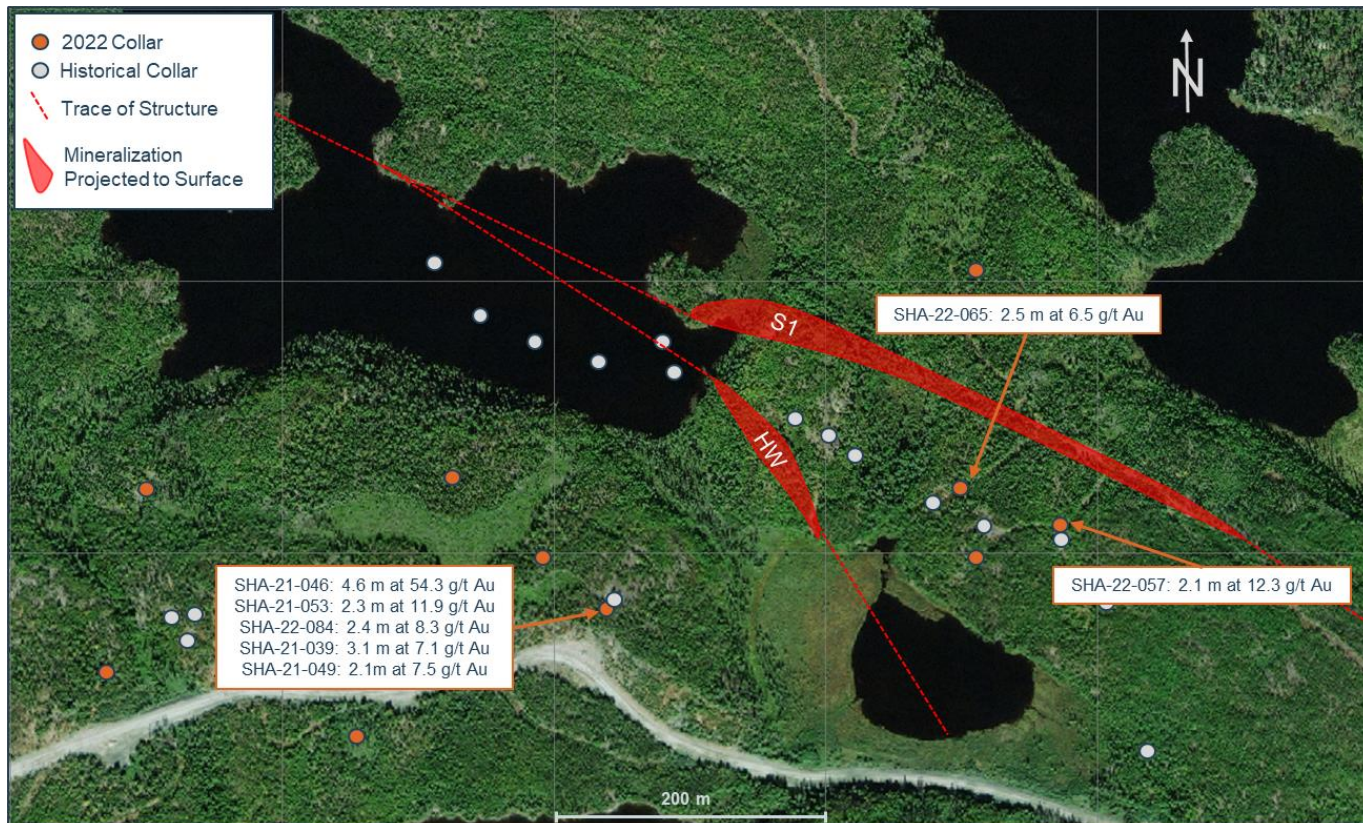 2022 Collar
Historical Collar
Trace of Structure
Mineralization
Projected to Surface
N
S1
SHA-22-065: 2.5 m at 6.5 g/t Au
HW
SHA-21-046: 4.6 m at 54.3 g/t Au
SHA-21-053: 2.3 m at 11.9 g/t Au
SHA-22-084: 2.4 m at 8.3 g/t Au
SHA-21-039: 3.1 m at 7.1 g/t Au
SHA-21-049: 2.1m at 7.5 g/t Au
SHA-22-057: 2.1 m at 12.3 g/t Au
200 m